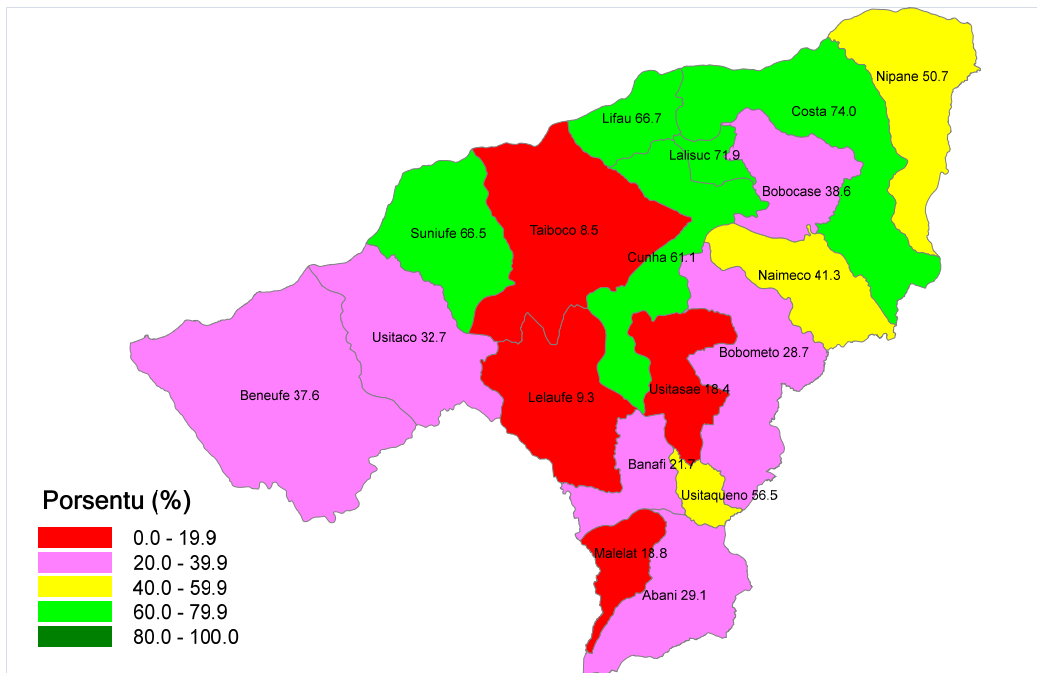 Nipane 50.7
Costa 74.0
Lifau 66.7
Lalisuc 71.9
Bobocase 38.6
Suniufe 66.5
Taiboco 8.5
Cunha 61.1
Naimeco 41.3
Usitaco 32.7
Bobometo 28.7
Beneufe 37.6
Lelaufe 9.3
Usitasae 18.4
Banafi 21.7
Usitaqueno 56.5
Malelat 18.8
Abani 29.1
Porsentu (%)
0.0 - 19.9
20.0 - 39.9
40.0 - 59.9
60.0 - 79.9
80.0 - 100.0